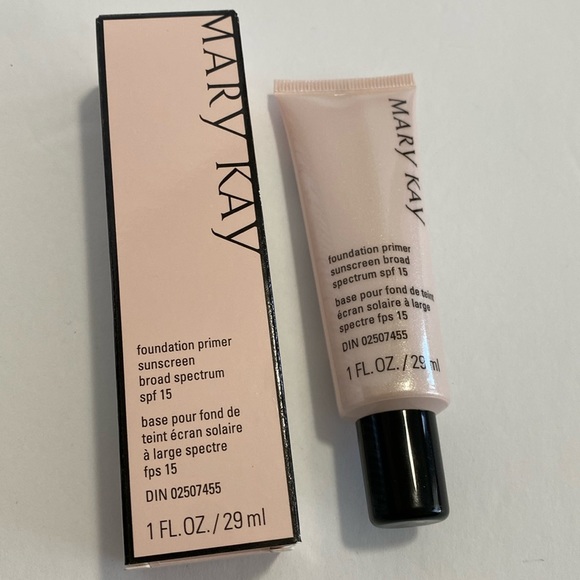 MARY KAY
foundation primer
sunscreen
broad spectrum
spf 15
base pour fond de
teint écran solaire
à large spectre
fps 15
DIN 02507455
1 FL.OZ./29 ml
MARY KAY
foundation primer
sunscreen broad
spectrum spf 15
base pour fond de teint
écran solaire à large
spectre fps 15
DIN 02507455
1 FL.OZ./29 ml